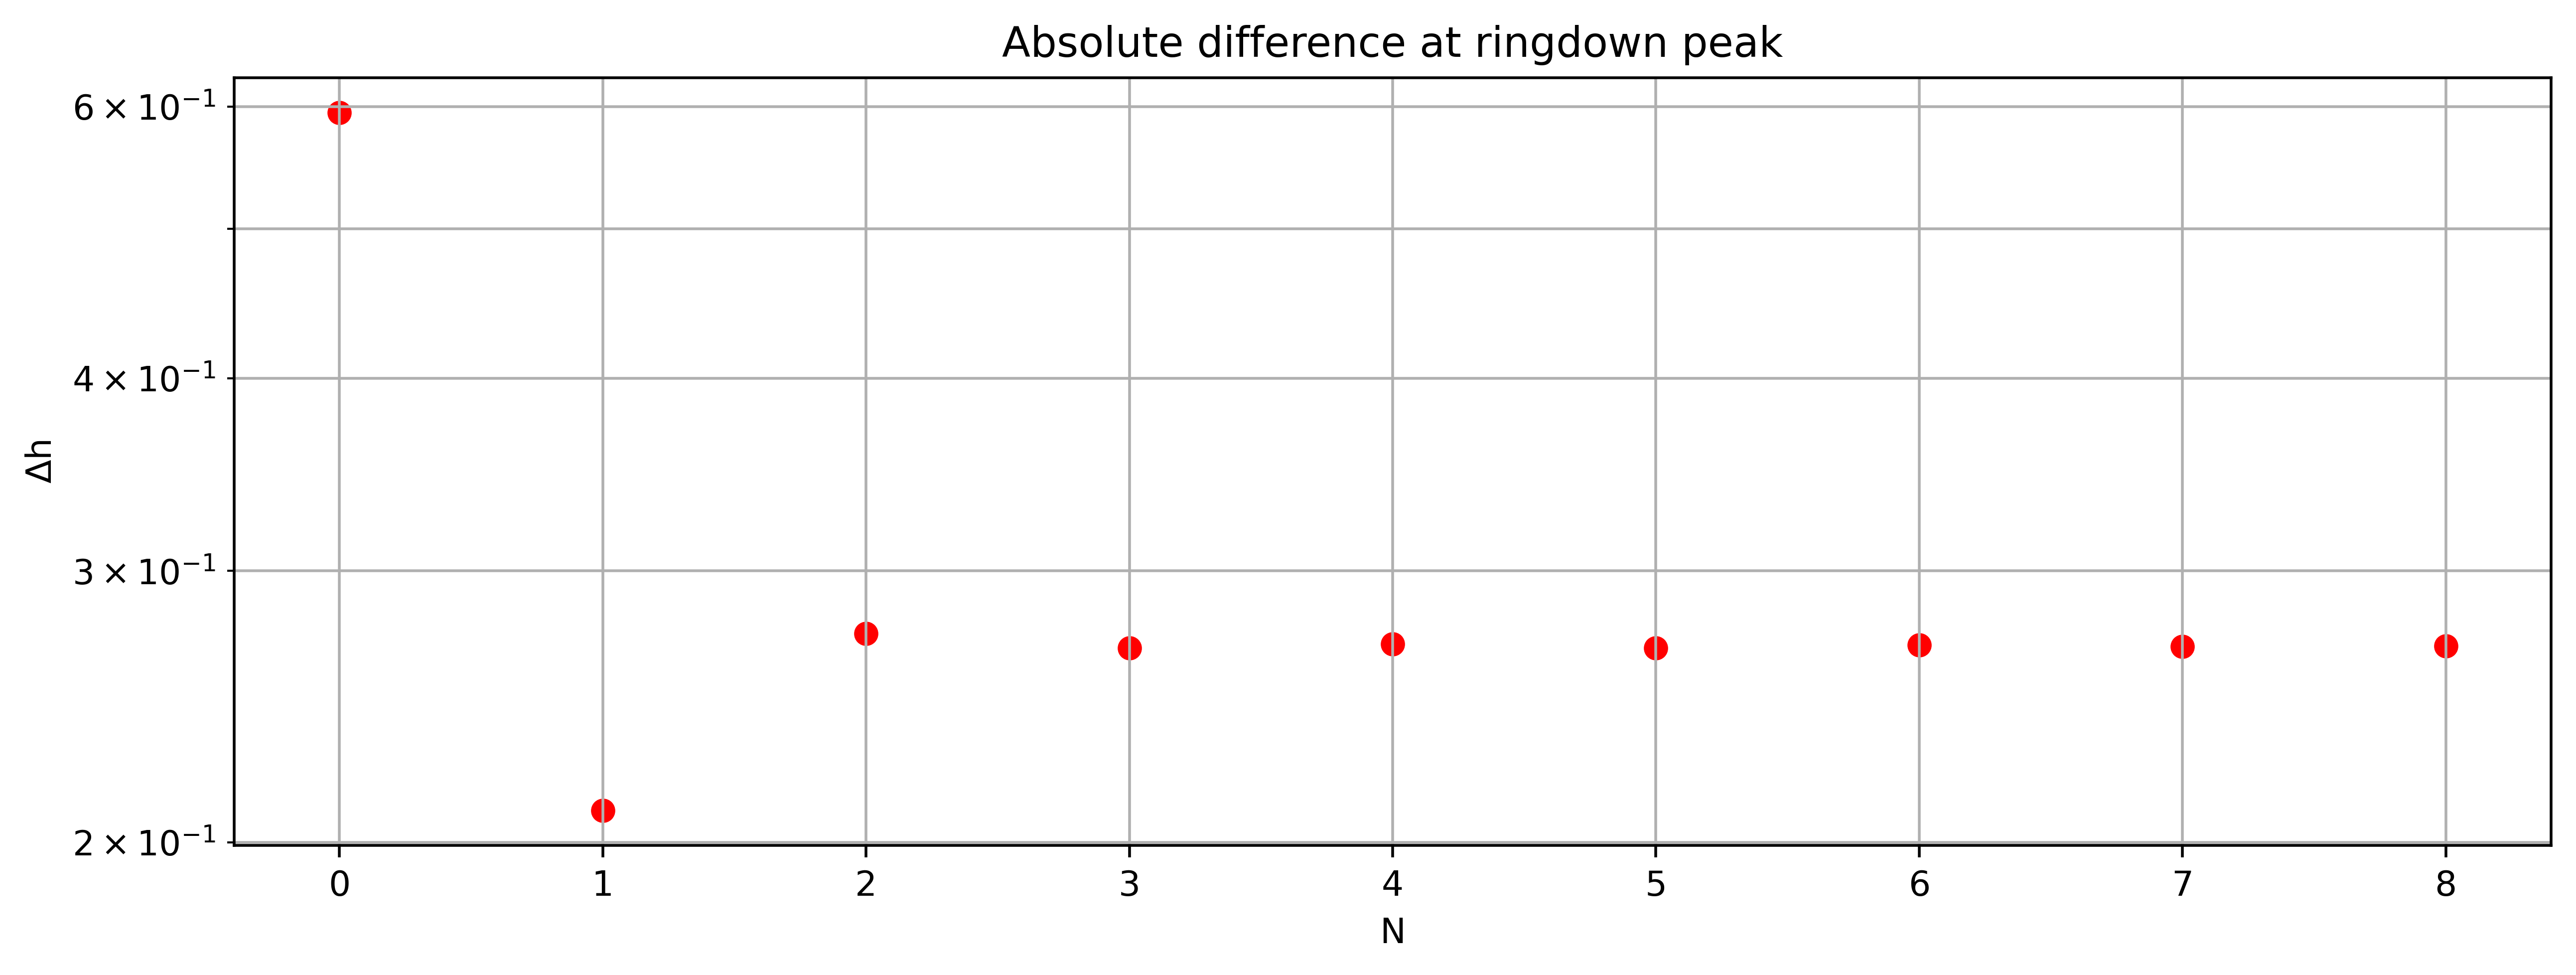 Absolute difference at ringdown peak
6 × 10⁻¹
4 × 10⁻¹
3 × 10⁻¹
2 × 10⁻¹
Δh
0 1 2 3 4 5 6 7 8
N